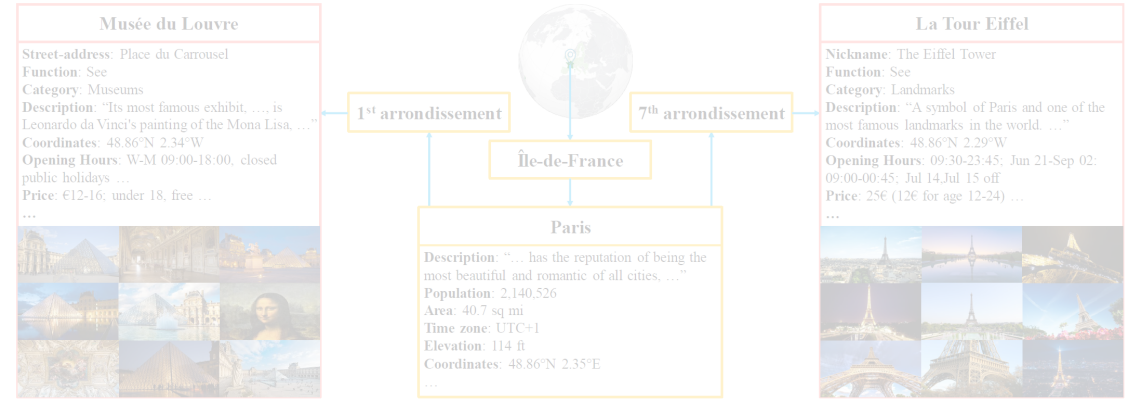 Musée du Louvre
Street-address: Place du Carrousel
Function: See
Category: Museums
Description: “Its most famous exhibit, …, is
Leonardo da Vinci's painting of the Mona Lisa, …”
Coordinates: 48.86°N 2.34°W
Opening Hours: W-M 09:00-18:00, closed
public holidays …
Price: €12-16; under 18, free …
…
1st arrondissement
Île-de-France
7th arrondissement
Paris
Description: “… has the reputation of being the
most beautiful and romantic of all cities, …”
Population: 2,140,526
Area: 40.7 sq mi
Time zone: UTC+1
Elevation: 114 ft
Coordinates: 48.86°N 2.35°E
…
La Tour Eiffel
Nickname: The Eiffel Tower
Function: See
Category: Landmarks
Description: “A symbol of Paris and one of the
most famous landmarks in the world. …”
Coordinates: 48.86°N 2.29°W
Opening Hours: 09:30-23:45; Jun 21-Sep 02:
09:00-00:45; Jul 14,Jul 15 off
Price: 25€ (12€ for age 12-24) …
…